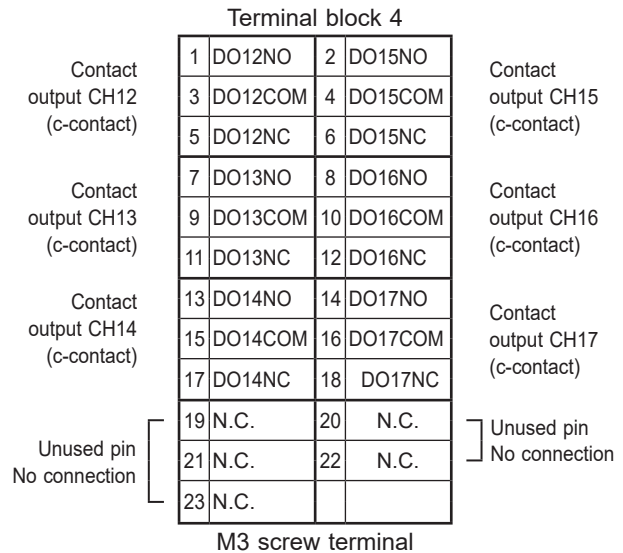 Terminal block 4
Contact
output CH12
(c-contact)
1 DO12NO 2 DO15NO
3 DO12COM 4 DO15COM
5 DO12NC 6 DO15NC
Contact
output CH15
(c-contact)
Contact
output CH13
(c-contact)
7 DO13NO 8 DO16NO
9 DO13COM 10 DO16COM
11 DO13NC 12 DO16NC
Contact
output CH16
(c-contact)
Contact
output CH14
(c-contact)
13 DO14NO 14 DO17NO
15 DO14COM 16 DO17COM
17 DO14NC 18 DO17NC
Contact
output CH17
(c-contact)
Unused pin
No connection
19 N.C. 20 N.C.
21 N.C. 22 N.C.
23 N.C.
Unused pin
No connection
M3 screw terminal